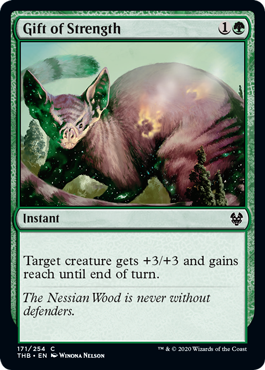 Gift of Strength 1
Instant
Target creature gets +3/+3 and gains
reach until end of turn.
The Nessian Wood is never without
defenders.
171/254 C
THB • EN Winona Nelson
™ & © 2020 Wizards of the Coast